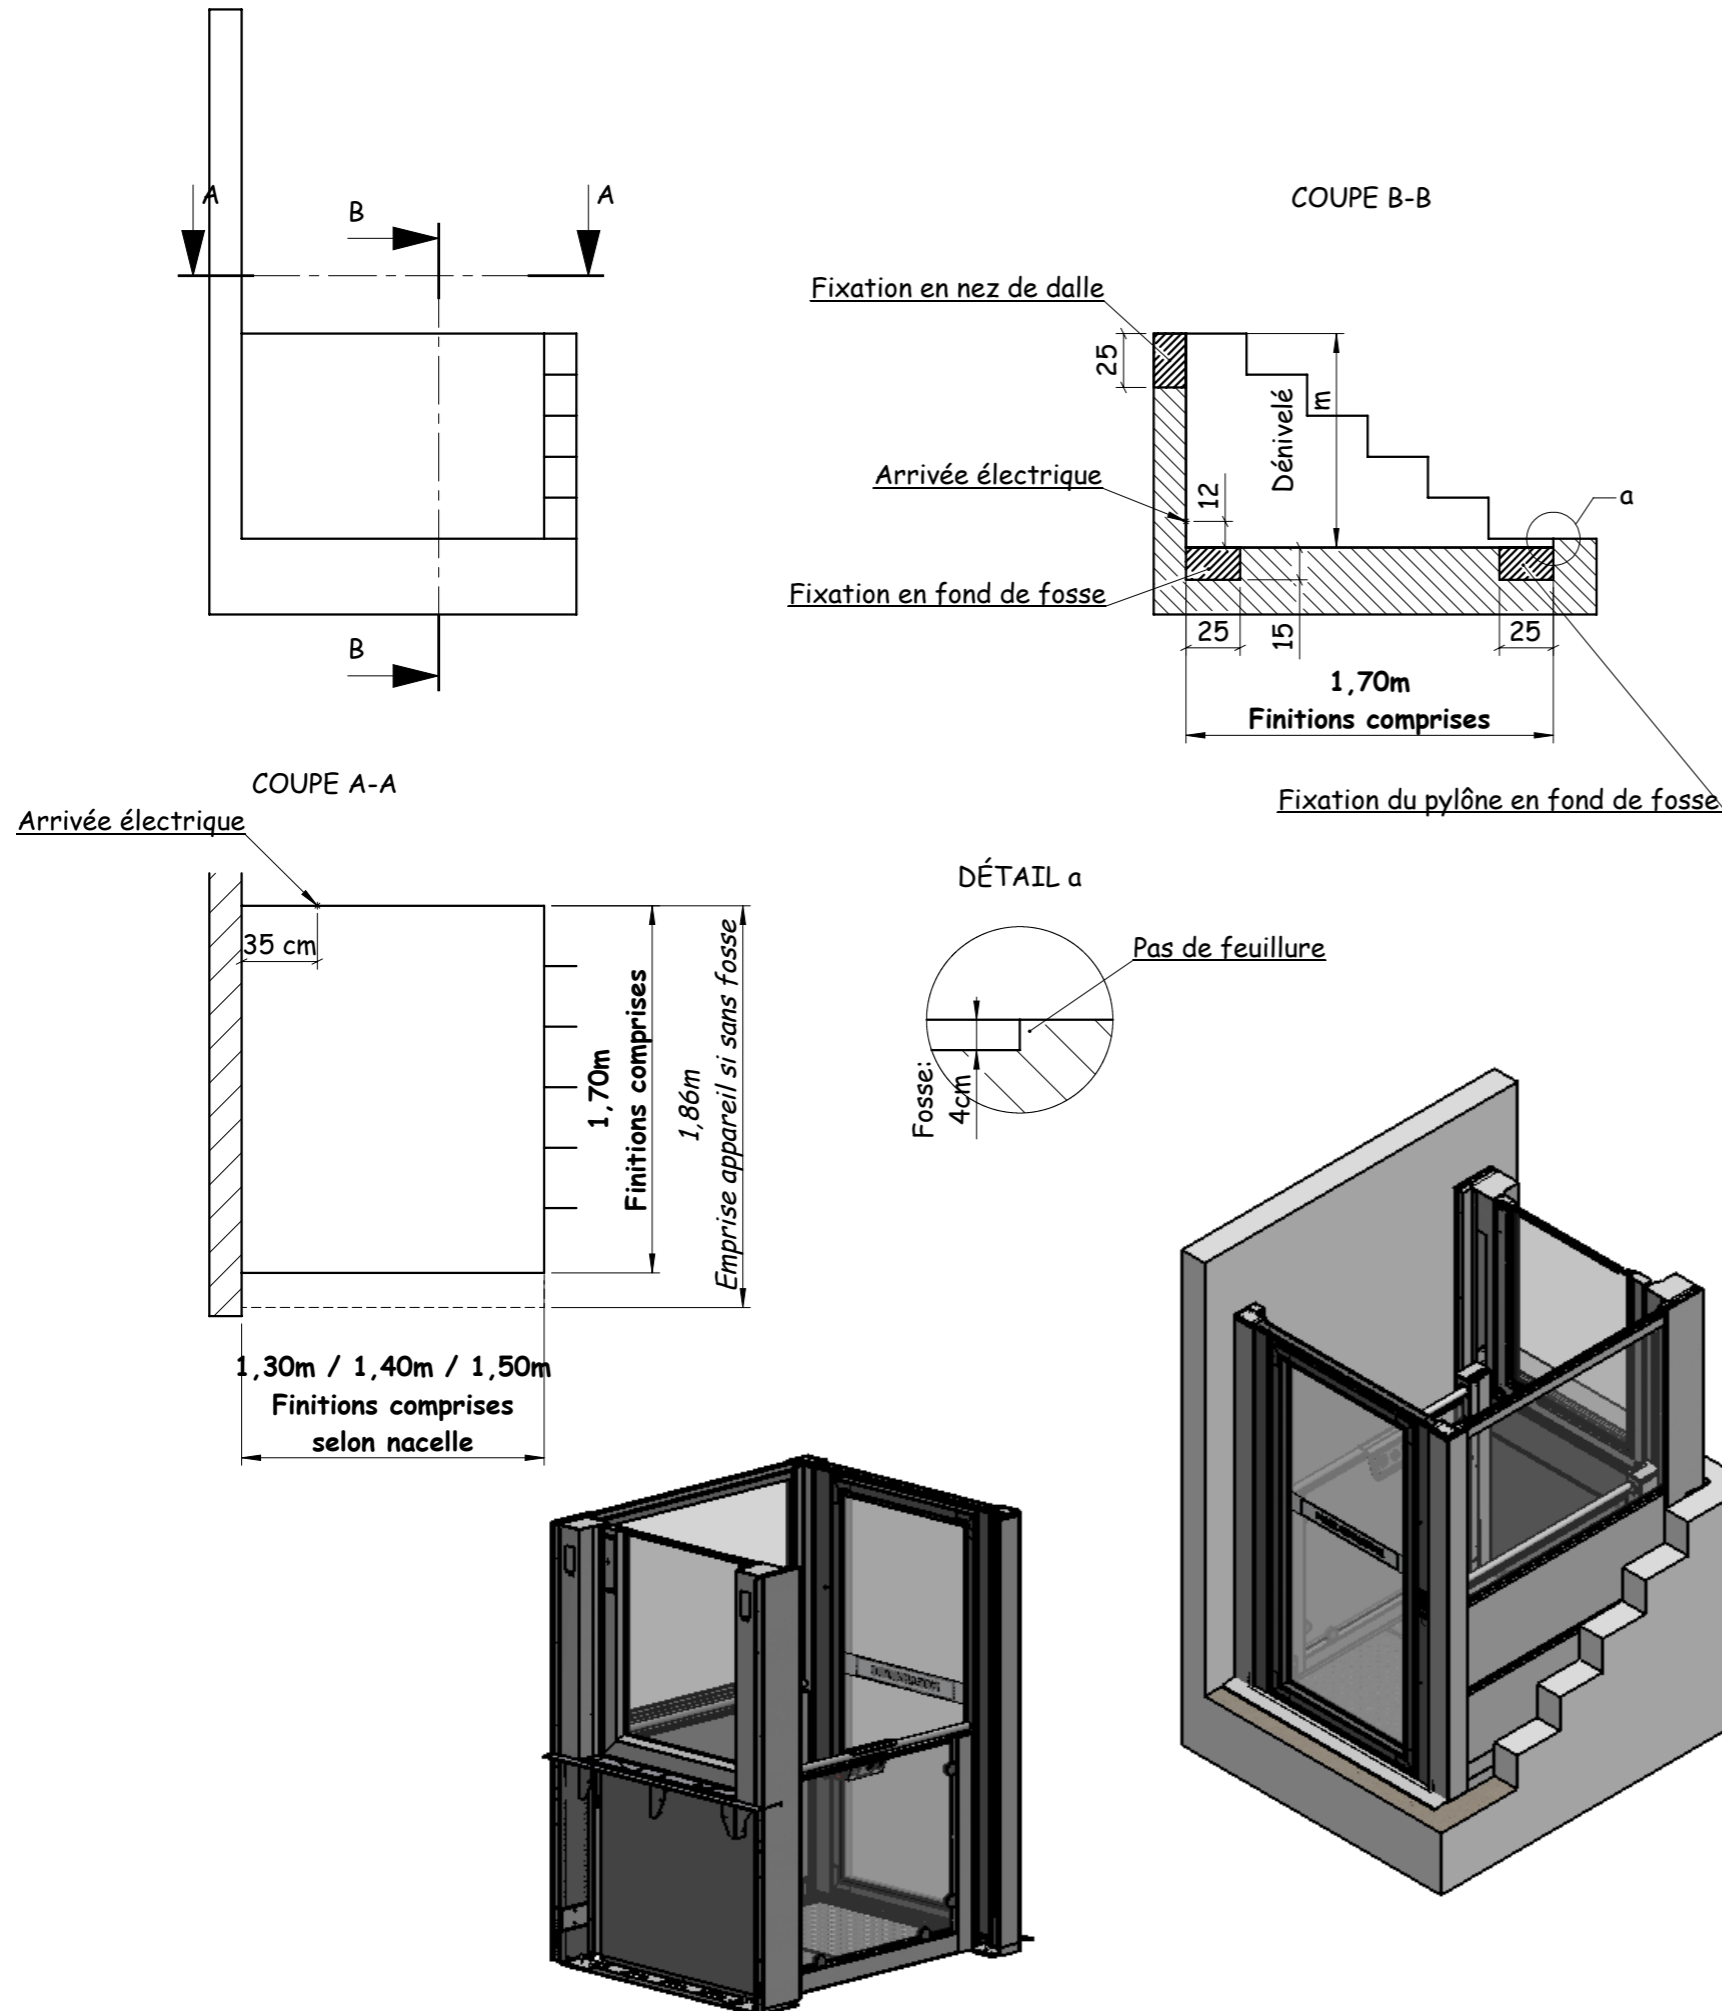 A
A
B
B
COUPE B-B
Fixation en nez de dalle
25
Dénivelé
m
Arrivée électrique
12
a
Fixation en fond de fosse
25
15
25
1,70m
Finitions comprises
Fixation du pylône en fond de fosse
COUPE A-A
Arrivée électrique
35 cm
1,70m
Finitions comprises
1,86m
Emprise appareil si sans fosse
1,30m / 1,40m / 1,50m
Finitions comprises
selon nacelle
DÉTAIL a
Pas de feuillure
Fosse:
4cm